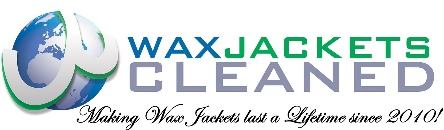 WAXJACKETS
CLEANED
Making Wax Jackets last a Lifetime since 2010!